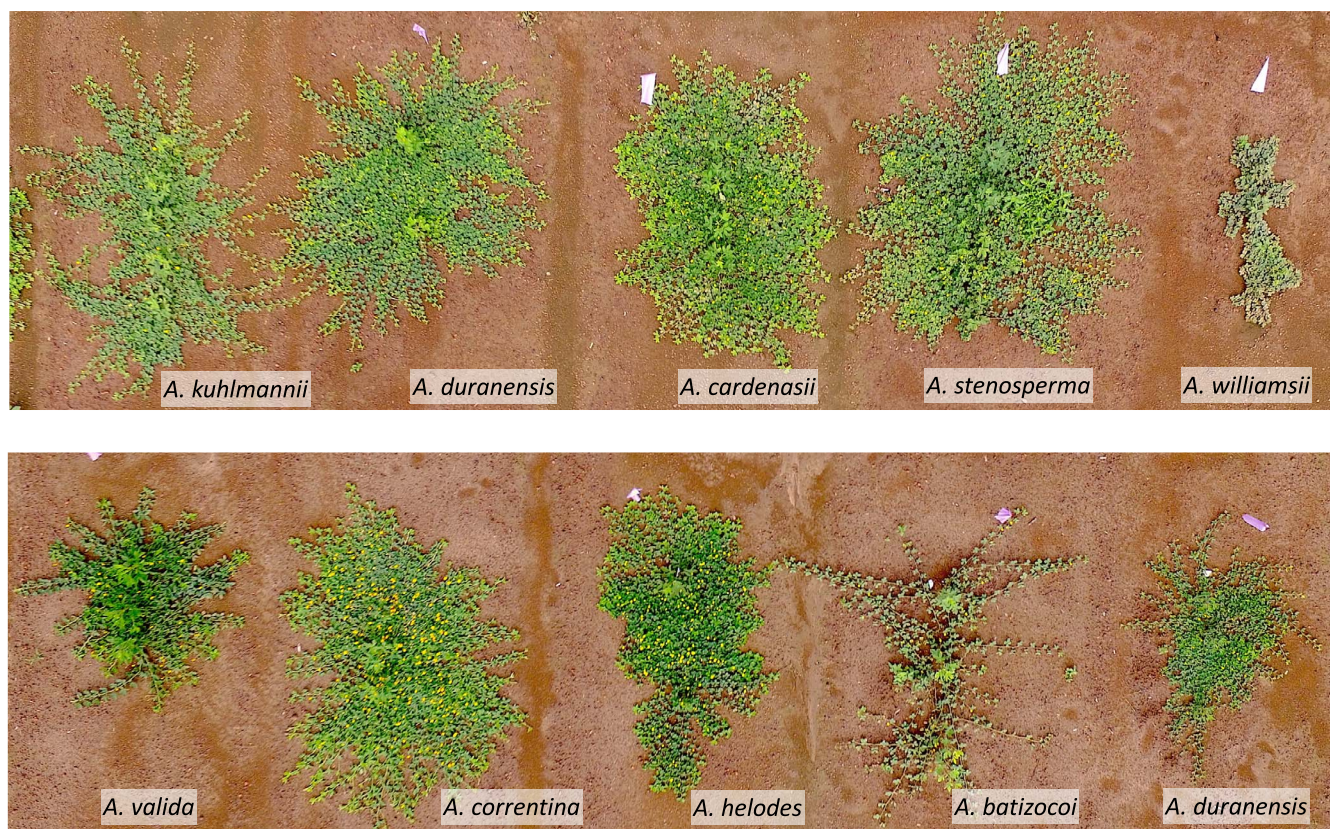 A. kuhlmannii
A. duranensis
A. cardenasii
A. stenosperma
A. williamsii
A. valida
A. correntina
A. helodes
A. batizocoi
A. duranensis